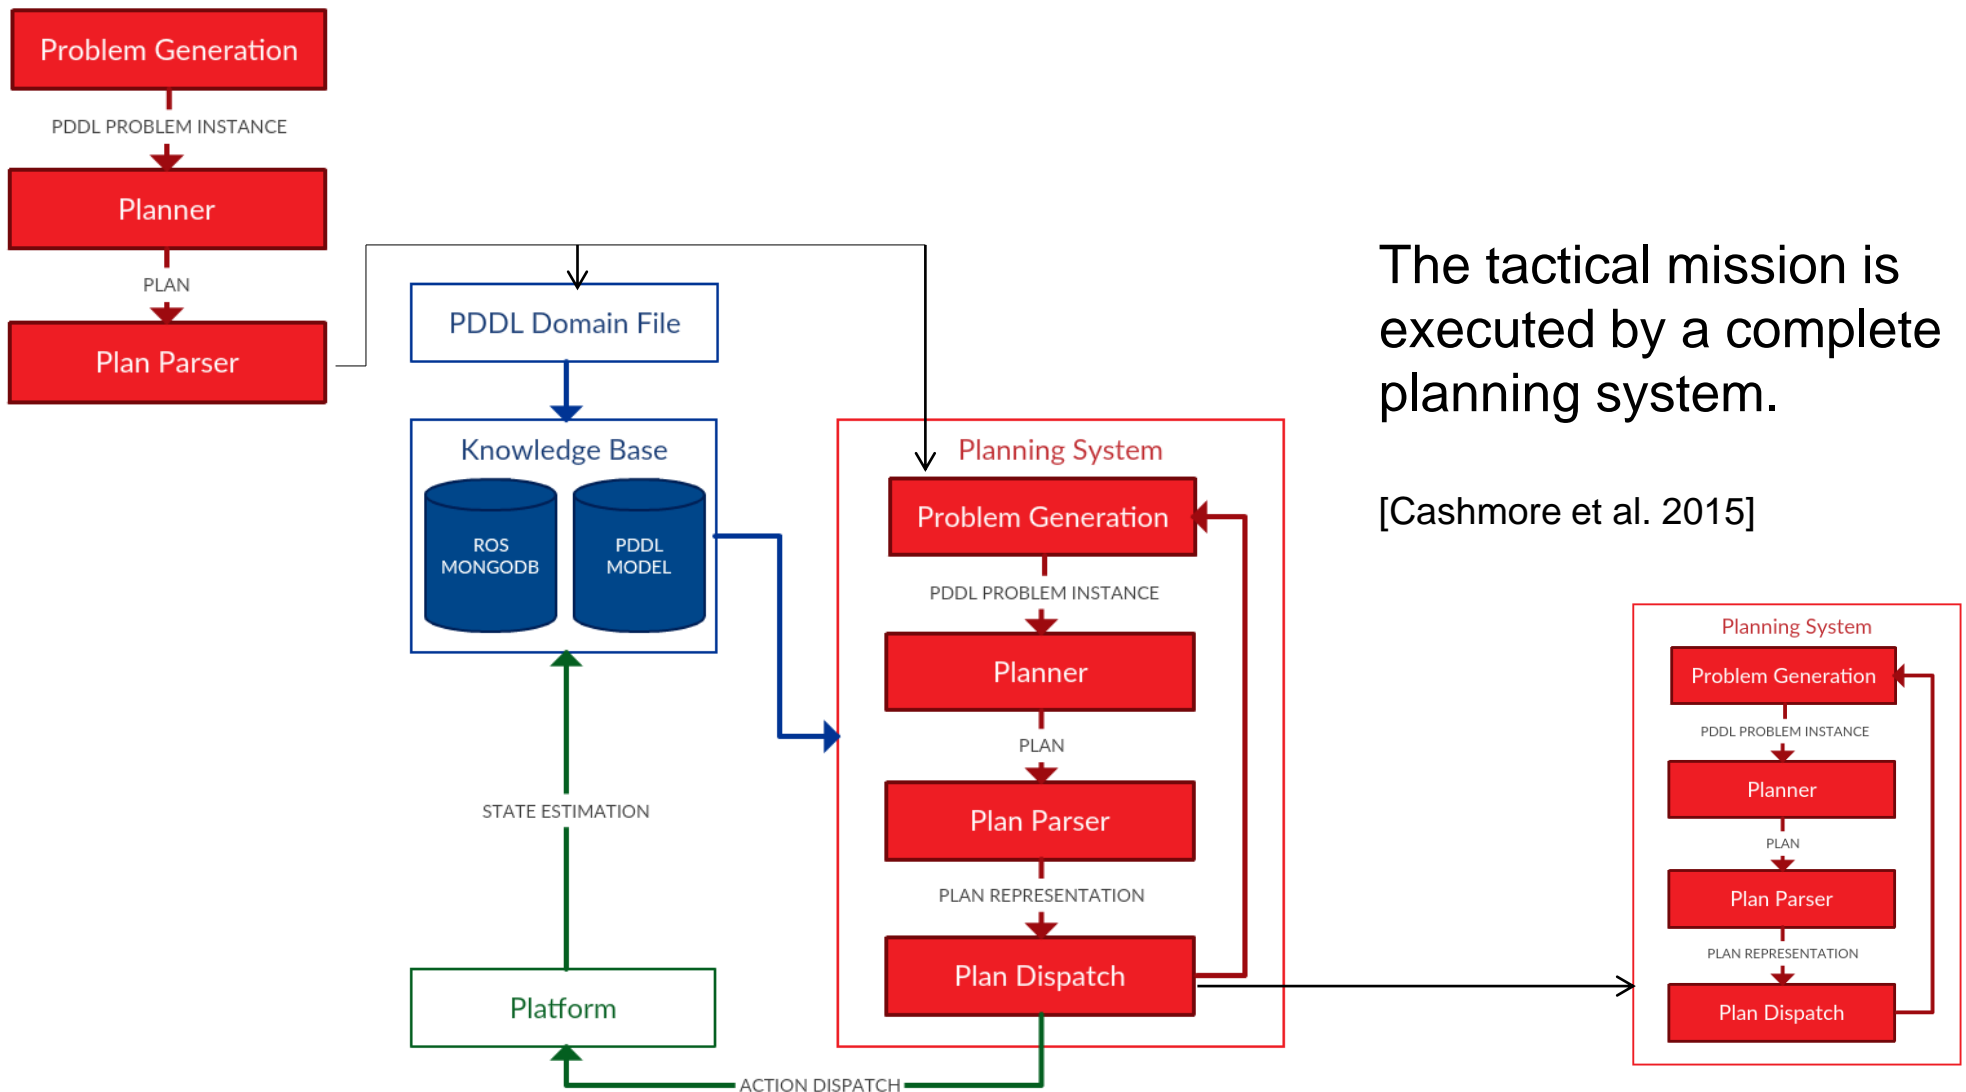 Problem Generation
PDDL PROBLEM INSTANCE
Planner
PLAN
Plan Parser
PDDL Domain File
Knowledge Base
ROS
MONGODB
PDDL
MODEL
STATE ESTIMATION
Platform
ACTION DISPATCH
Planning System
Problem Generation
PDDL PROBLEM INSTANCE
Planner
PLAN
Plan Parser
PLAN REPRESENTATION
Plan Dispatch
The tactical mission is
executed by a complete
planning system.
[Cashmore et al. 2015]
Planning System
Problem Generation
PDDL PROBLEM INSTANCE
Planner
PLAN
Plan Parser
PLAN REPRESENTATION
Plan Dispatch